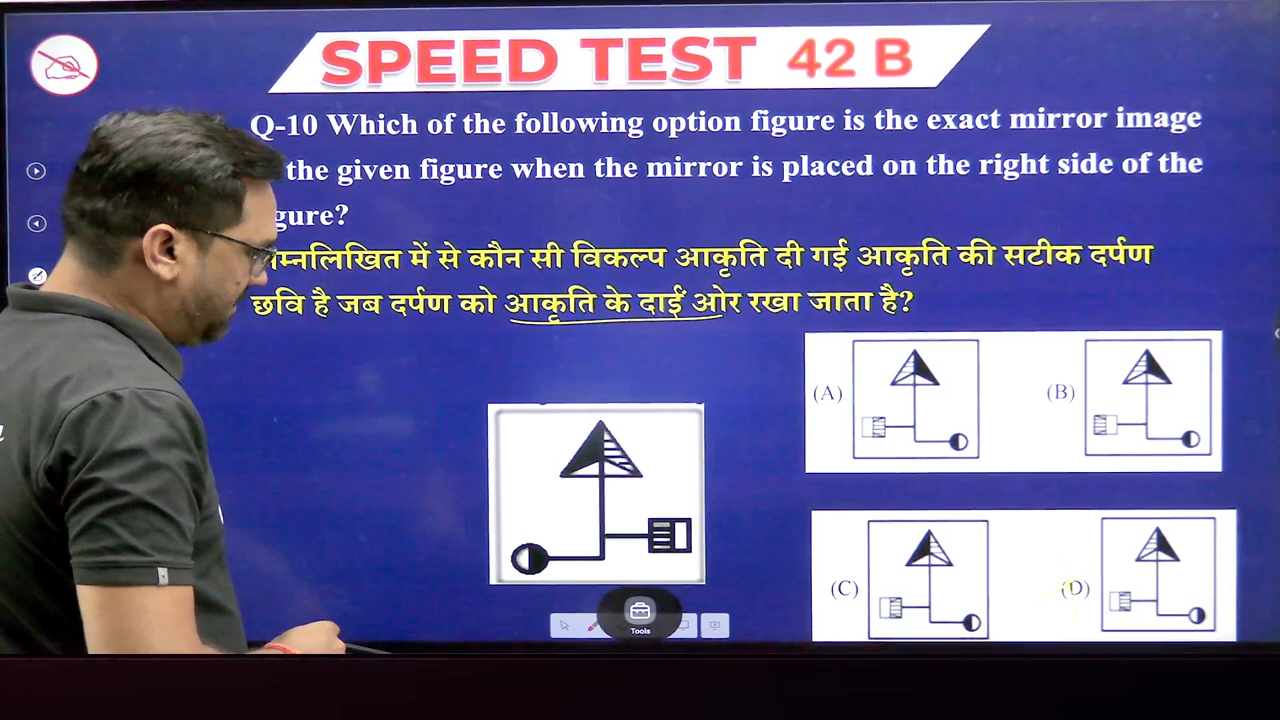 SPEED TEST 42 B
Q-10 Which of the following option figure is the exact mirror image
the given figure when the mirror is placed on the right side of the
gure?
म्नलिखित में से कौन सी विकल्प आकृति दी गई आकृति की सटीक दर्पण
छवि है जब दर्पण को आकृति के दाईं ओर रखा जाता है?
(A)
(B)
(C)
(D)
Tools